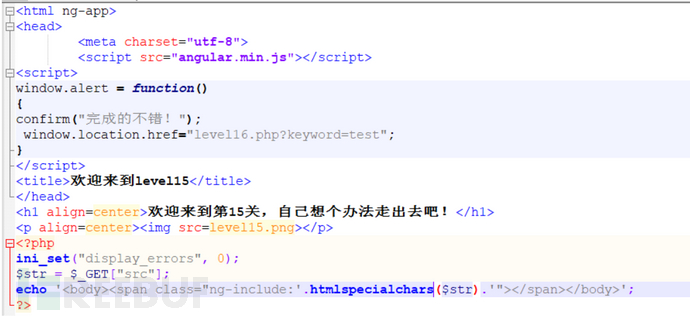 <html ng-app>
<head>
<meta charset="utf-8">
<script src="angular.min.js"></script>
<script>
window.alert = function()
{
confirm("完成的不错！");
window.location.href="level16.php?keyword=test";
}
</script>
<title>欢迎来到level15</title>
</head>
<h1 align=center>欢迎来到第15关，自己想个办法走出去吧！</h1>
<p align=center><img src=level15.png></p>
<?php
ini_set("display_errors", 0);
$str = $_GET["src"];
echo '<body><span class="ng-include:'.htmlspecialchars($str).'"></span></body>';
?>
FREEBUF